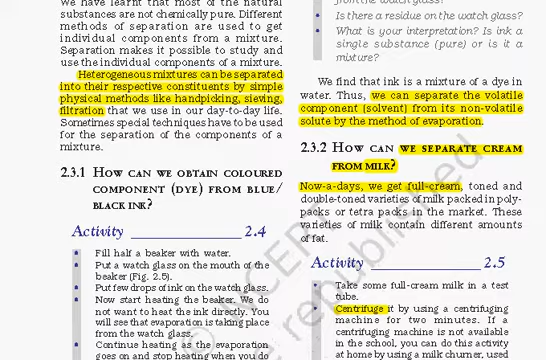 We have learnt that most of the natural
substances are not chemically pure. Different
methods of separation are used to get
individual components from a mixture.
Separation makes it possible to study and
use the individual components of a mixture.
Heterogeneous mixtures can be separated
into their respective constituents by simple
physical methods like handpicking, sieving,
filtration that we use in our day-to-day life.
Sometimes special techniques have to be used
for the separation of the components of a
mixture.
2.3.1 HOW CAN WE OBTAIN COLOURED
COMPONENT (DYE) FROM BLUE/
BLACK INK?
Activity 2.4
• Fill half a beaker with water.
• Put a watch glass on the mouth of the
beaker (Fig. 2.5).
• Put few drops of ink on the watch glass.
• Now start heating the beaker. We do
not want to heat the ink directly. You
will see that evaporation is taking place
from the watch glass.
• Continue heating as the evaporation
goes on and stop heating when you do
from the watch glass?
• Is there a residue on the watch glass?
• What is your interpretation? Is ink a
single substance (pure) or is it a
mixture?
We find that ink is a mixture of a dye in
water. Thus, we can separate the volatile
component (solvent) from its non-volatile
solute by the method of evaporation.
2.3.2 HOW CAN WE SEPARATE CREAM
FROM MILK?
Now-a-days, we get full-cream, toned and
double-toned varieties of milk packed in poly-
packs or tetra packs in the market. These
varieties of milk contain different amounts
of fat.
Activity 2.5
• Take some full-cream milk in a test
tube.
• Centrifuge it by using a centrifuging
machine for two minutes. If a
centrifuging machine is not available
in the school, you can do this activity
at home by using a milk churner, used
© NCERT
republished